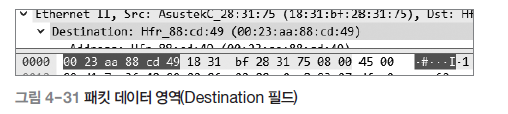 Ethernet II, Src: AsustekC_28:31:75 (18:31:bf:28:31:75), Dst: Hf
Destination: Hfr_88:cd:49 (00:23:aa:88:cd:49)
0000 00 23 aa 88 cd 49 18 31 bf 28 31 75 08 00 45 00 ·#···I·1
그림 4-31 패킷 데이터 영역(Destination 필드)